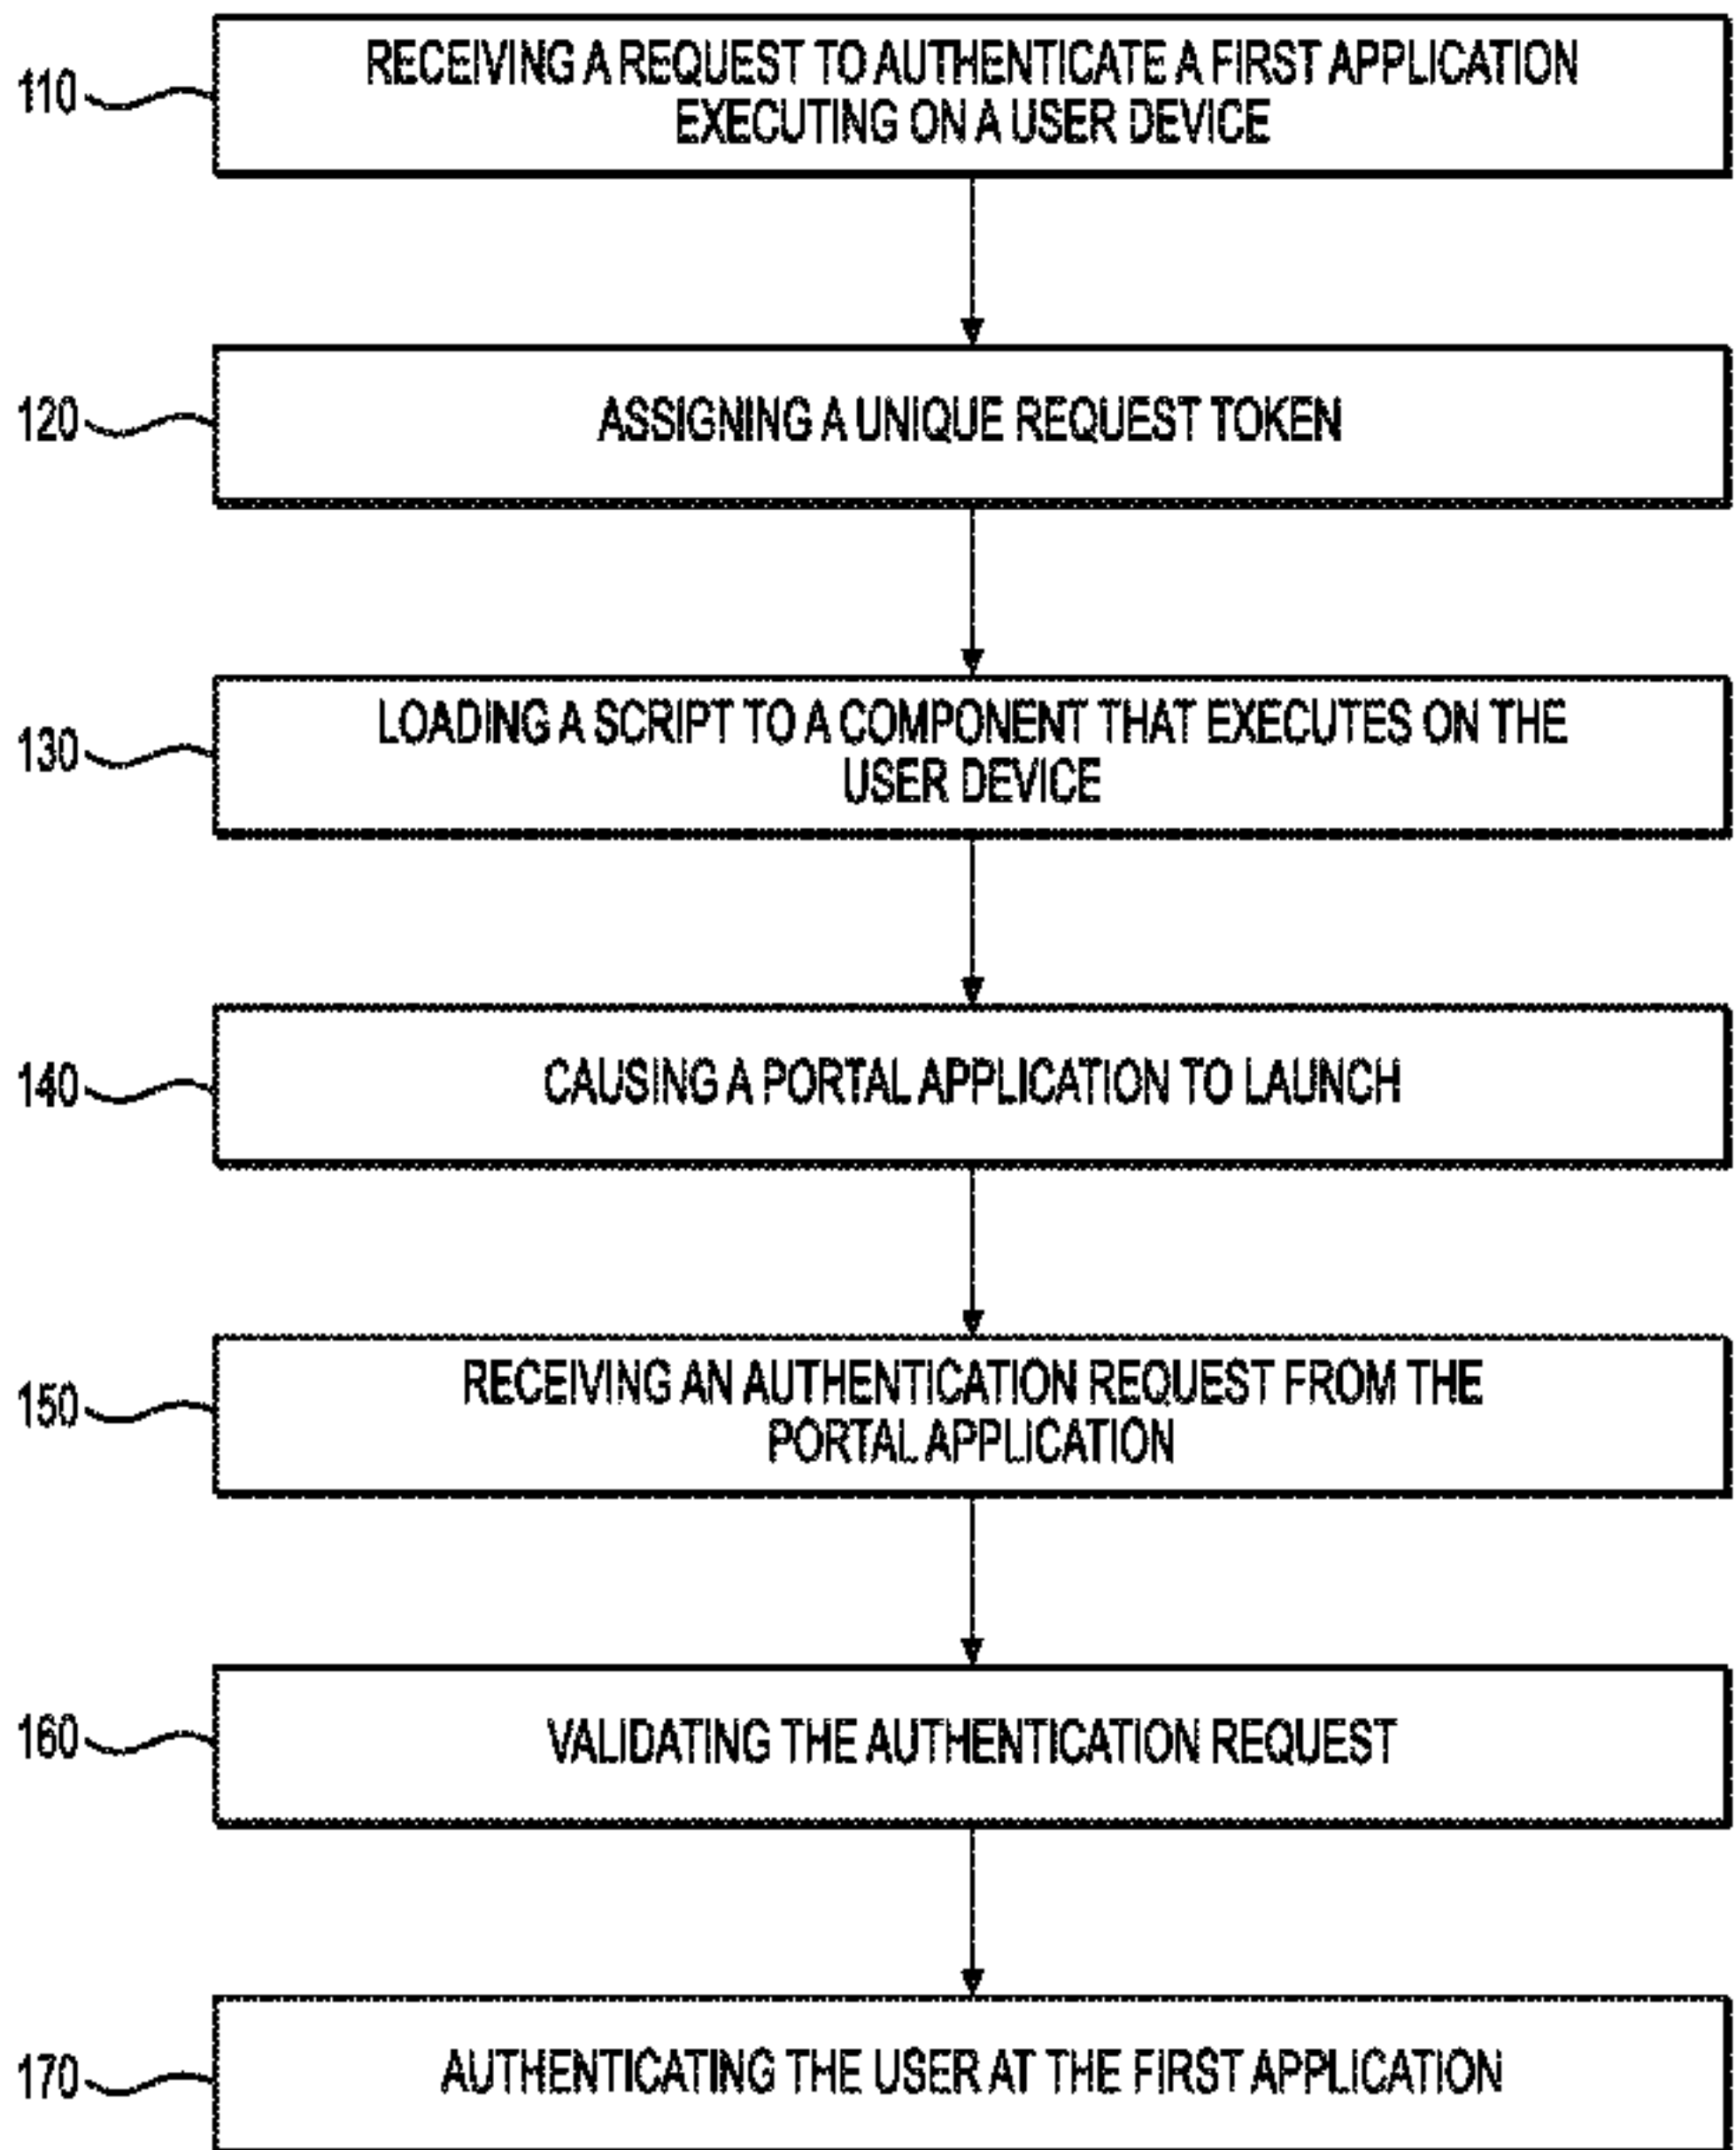 110
RECEIVING A REQUEST TO AUTHENTICATE A FIRST APPLICATION
EXECUTING ON A USER DEVICE
120
ASSIGNING A UNIQUE REQUEST TOKEN
130
LOADING A SCRIPT TO A COMPONENT THAT EXECUTES ON THE
USER DEVICE
140
CAUSING A PORTAL APPLICATION TO LAUNCH
150
RECEIVING AN AUTHENTICATION REQUEST FROM THE
PORTAL APPLICATION
160
VALIDATING THE AUTHENTICATION REQUEST
170
AUTHENTICATING THE USER AT THE FIRST APPLICATION